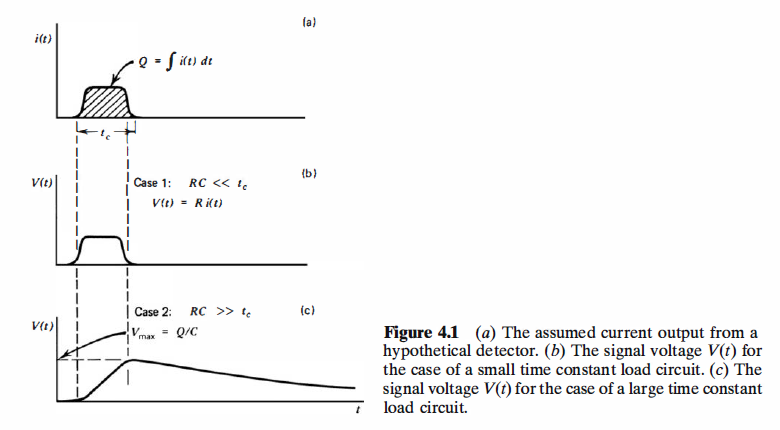 (a)
i(t)
Q = ∫ i(t) dt
t_c
(b)
V(t)
Case 1: RC << t_c
V(t) = R i(t)
(c)
V(t)
Case 2: RC >> t_c
V_max = Q/C
t
Figure 4.1 (a) The assumed current output from a
hypothetical detector. (b) The signal voltage V(t) for
the case of a small time constant load circuit. (c) The
signal voltage V(t) for the case of a large time constant
load circuit.